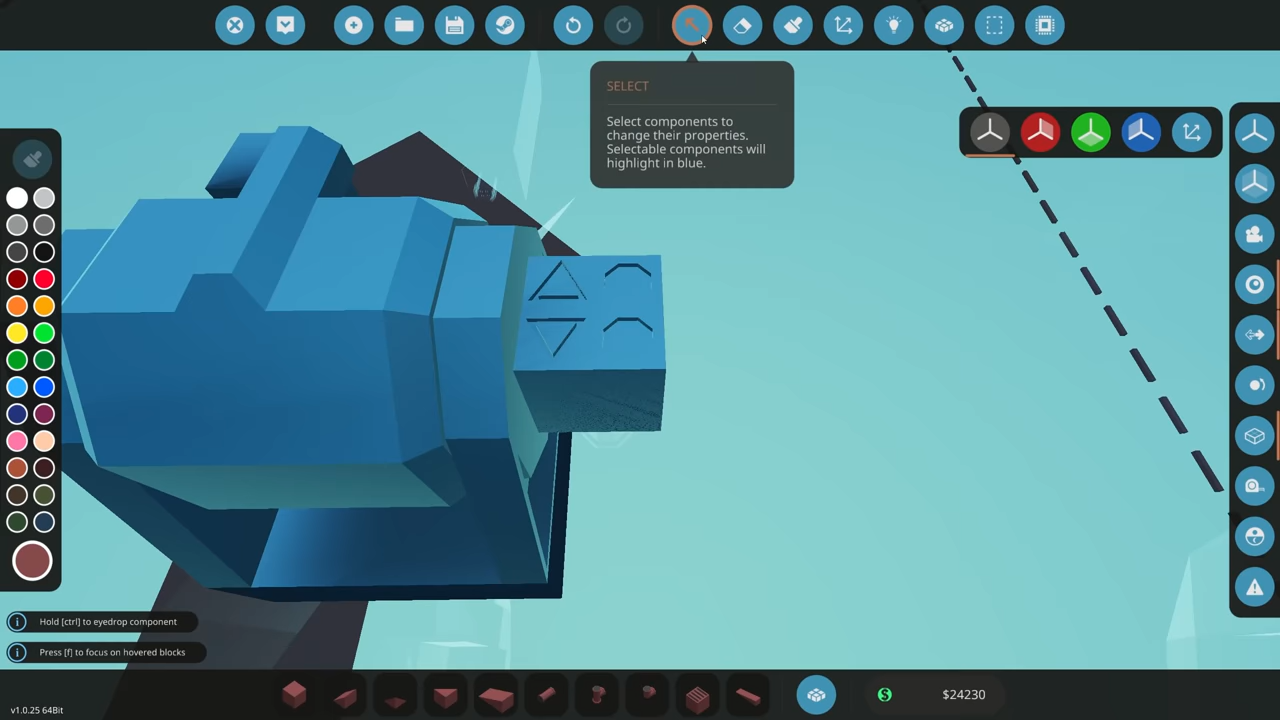 SELECT
Select components to
change their properties.
Selectable components will
highlight in blue.
Hold [ctrl] to eyedrop component
Press [f] to focus on hovered blocks
v1.0.25 64Bit
$
$24230